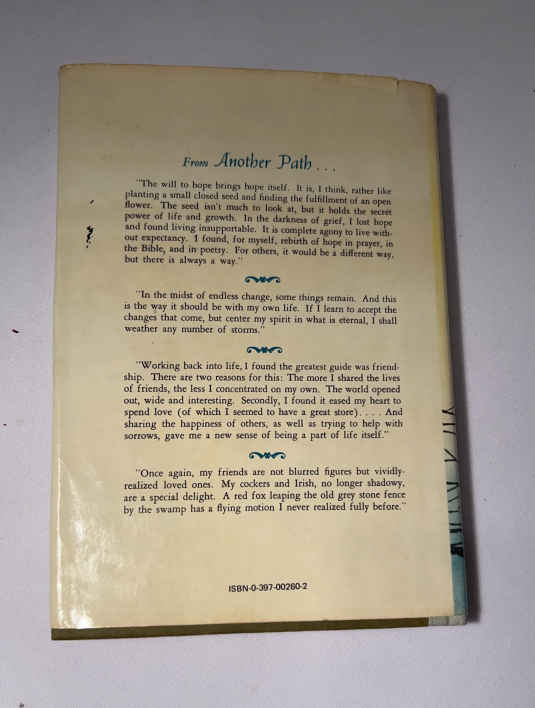 From Another Path . . .
"The will to hope brings hope itself. It is, I think, rather like
planting a small closed seed and finding the fulfillment of an open
flower. The seed isn't much to look at, but it holds the secret
power of life and growth. In the darkness of grief, I lost hope
and found living insupportable. It is complete agony to live with-
out expectancy. I found, for myself, rebirth of hope in prayer, in
the Bible, and in poetry. For others, it would be a different way,
but there is always a way."
"In the midst of endless change, some things remain. And this
is the way it should be with my own life. If I learn to accept the
changes that come, but center my spirit in what is eternal, I shall
weather any number of storms."
"Working back into life, I found the greatest guide was friend-
ship. There are two reasons for this: The more I shared the lives
of friends, the less I concentrated on my own. The world opened
out, wide and interesting. Secondly, I found it eased my heart to
spend love (of which I seemed to have a great store). . . . And
sharing the happiness of others, as well as trying to help with
sorrows, gave me a new sense of being a part of life itself."
"Once again, my friends are not blurred figures but vividly-
realized loved ones. My cockers and Irish, no longer shadowy,
are a special delight. A red fox leaping the old grey stone fence
by the swamp has a flying motion I never realized fully before."
ISBN-0-397-00260-2